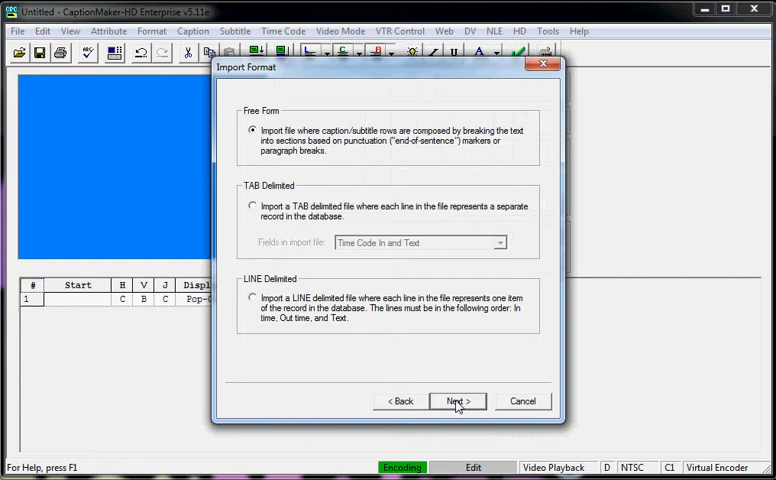 CPC Untitled - CaptionMaker-HD Enterprise v5.11e
File Edit View Attribute Format Caption Subtitle Time Code Video Mode VTR Control Web DV NLE HD Tools Help
L C B I U A
Import Format
Free Form
Import file where caption/subtitle rows are composed by breaking the text
into sections based on punctuation ("end-of-sentence") markers or
paragraph breaks.
TAB Delimited
Import a TAB delimited file where each line in the file represents a separate
record in the database.
Fields in import file: Time Code In and Text
LINE Delimited
Import a LINE delimited file where each line in the file represents one item
of the record in the database. The lines must be in the following order: In
time, Out time, and Text.
# Start H V J Displ
1 C B C Pop-
< Back Next > Cancel
For Help, press F1 Encoding Edit Video Playback D NTSC C1 Virtual Encoder